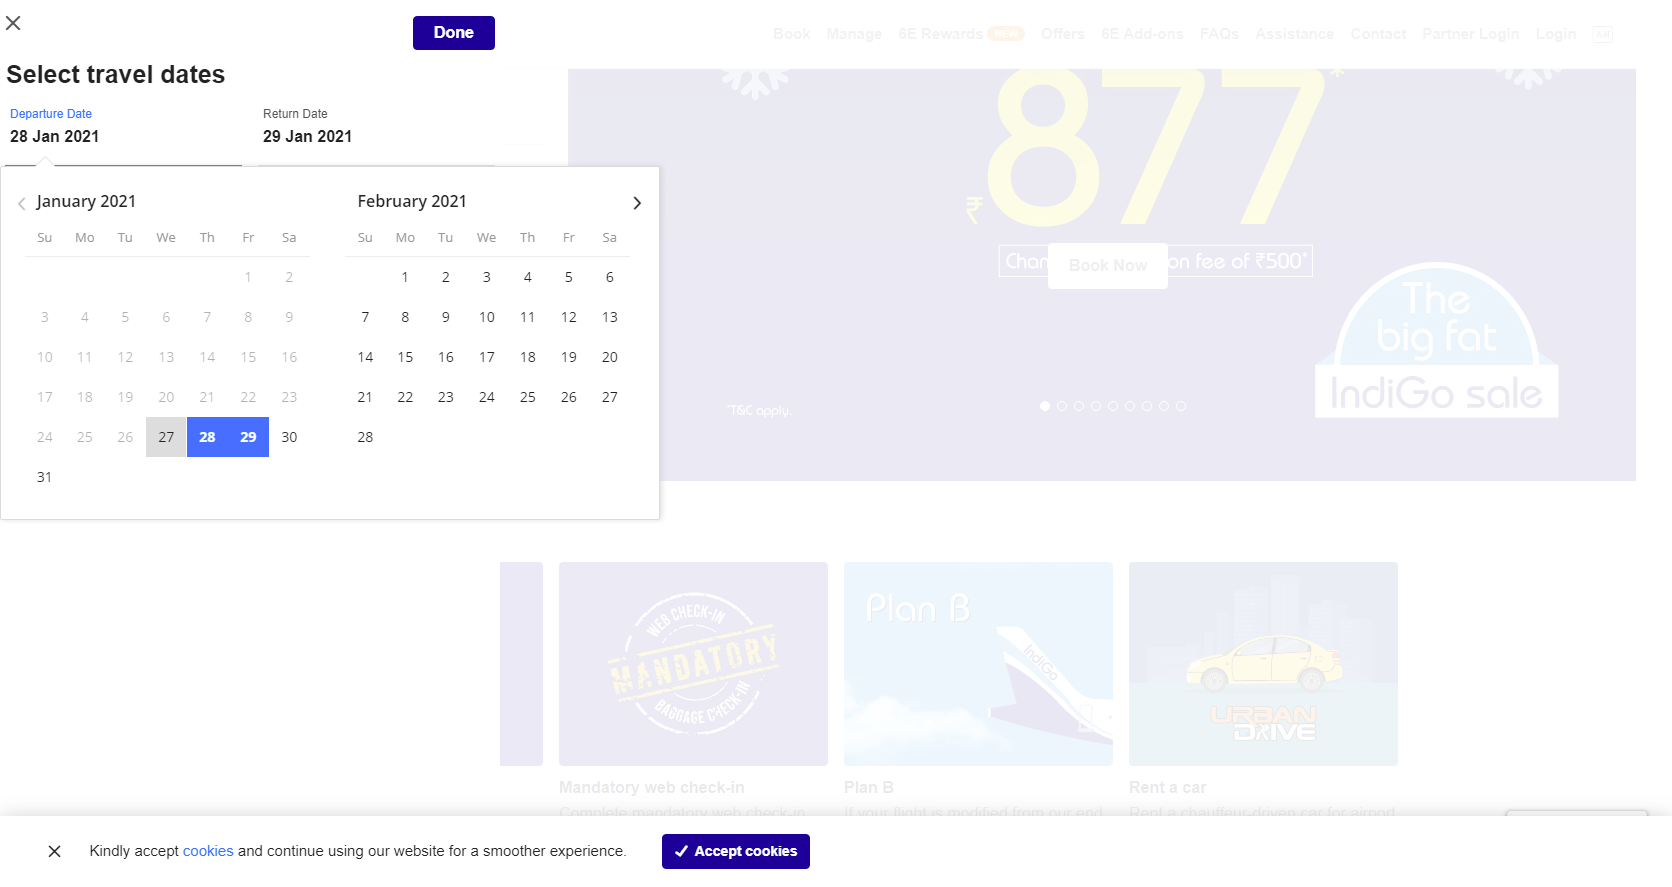 Done
Book Manage 6E Rewards NEW Offers 6E Add-ons FAQs Assistance Contact Partner Login Login
Select travel dates
Departure Date
28 Jan 2021
Return Date
29 Jan 2021
January 2021
Su Mo Tu We Th Fr Sa
1 2
3 4 5 6 7 8 9
10 11 12 13 14 15 16
17 18 19 20 21 22 23
24 25 26 27 28 29 30
31
February 2021
Su Mo Tu We Th Fr Sa
1 2 3 4 5 6
7 8 9 10 11 12 13
14 15 16 17 18 19 20
21 22 23 24 25 26 27
28
₹877*
on fee of ₹500*
Book Now
The
big fat
IndiGo sale
*T&C apply.
WEB CHECK-IN
MANDATORY
BAGGAGE CHECK-IN
Plan B
IndiGo
URBAN
DRIVE
Mandatory web check-in
Complete mandatory web check-in
Plan B
If your flight is modified from our end
Rent a car
Rent a chauffeur-driven car for airport
Kindly accept cookies and continue using our website for a smoother experience.
Accept cookies